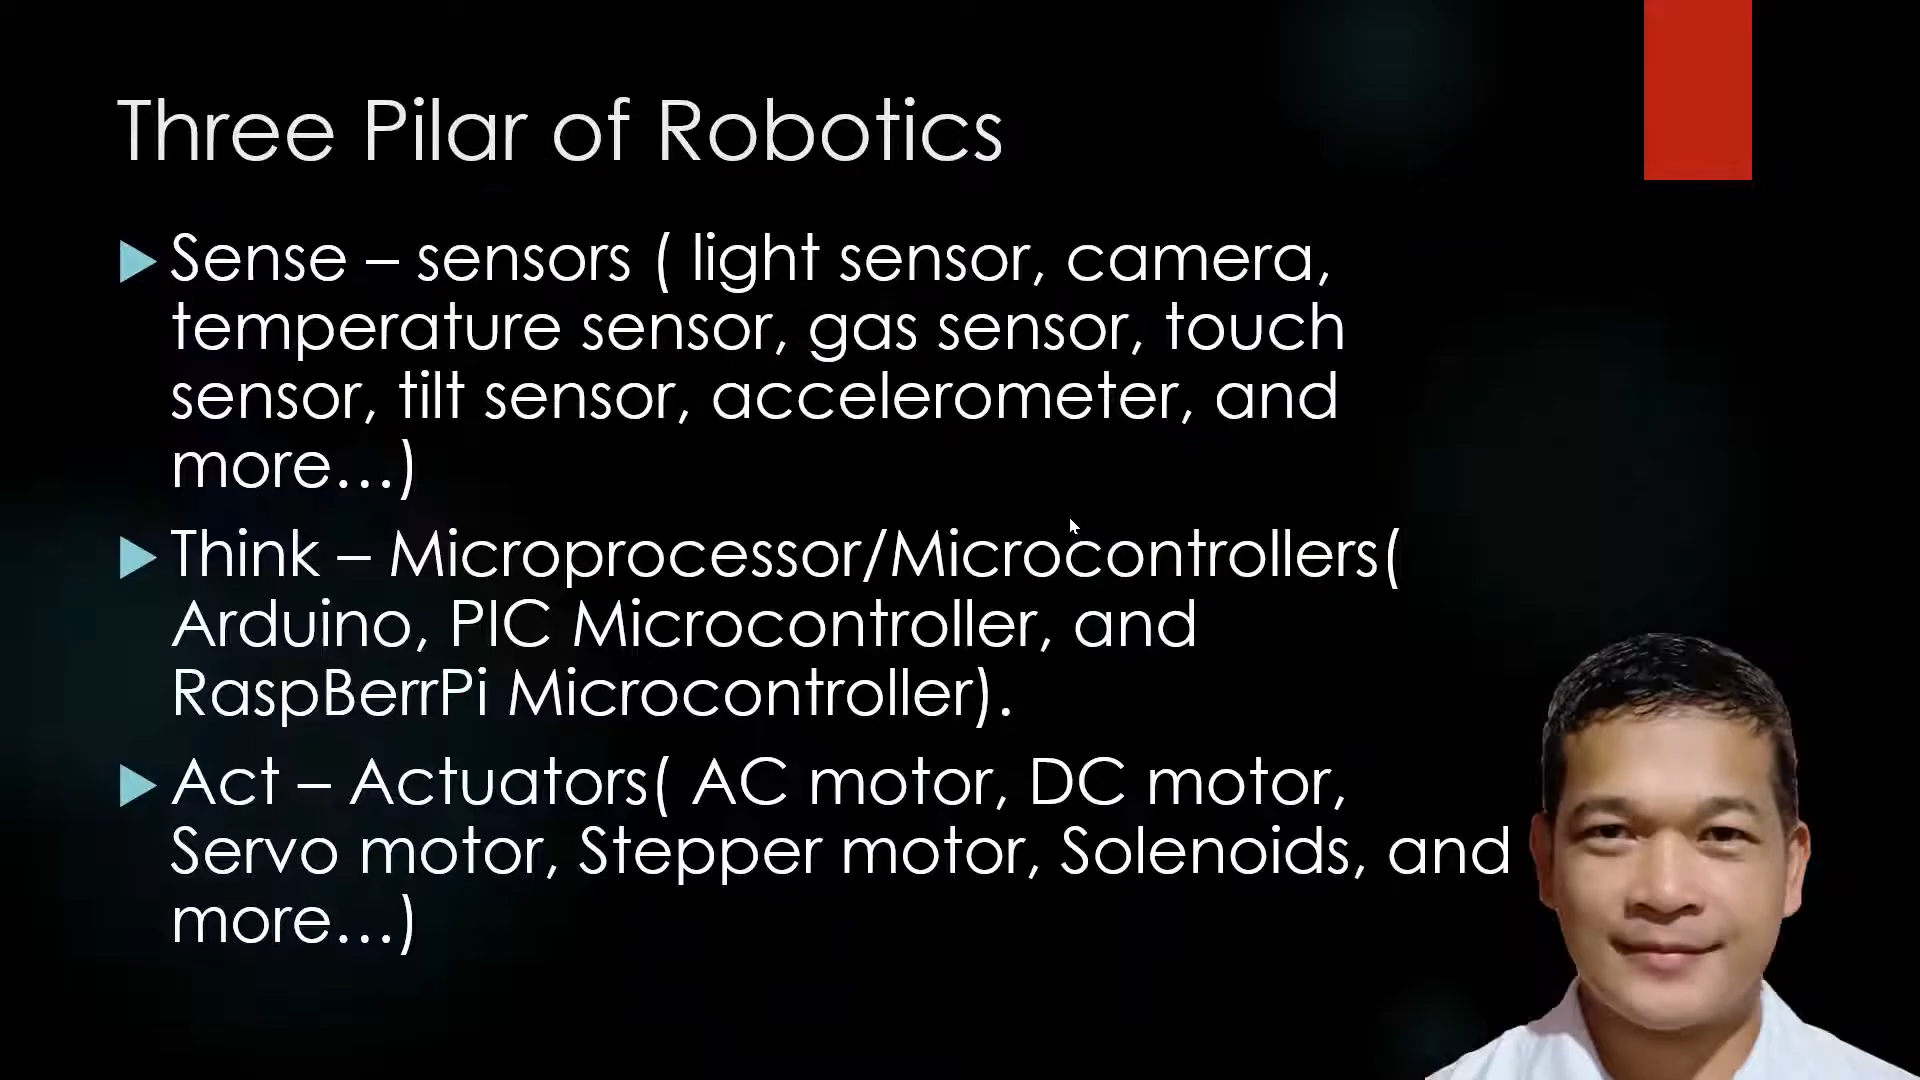 Three Pilar of Robotics
Sense – sensors ( light sensor, camera,
temperature sensor, gas sensor, touch
sensor, tilt sensor, accelerometer, and
more...)
Think – Microprocessor/Microcontrollers(
Arduino, PIC Microcontroller, and
RaspBerrPi Microcontroller).
Act – Actuators( AC motor, DC motor,
Servo motor, Stepper motor, Solenoids, and
more...)